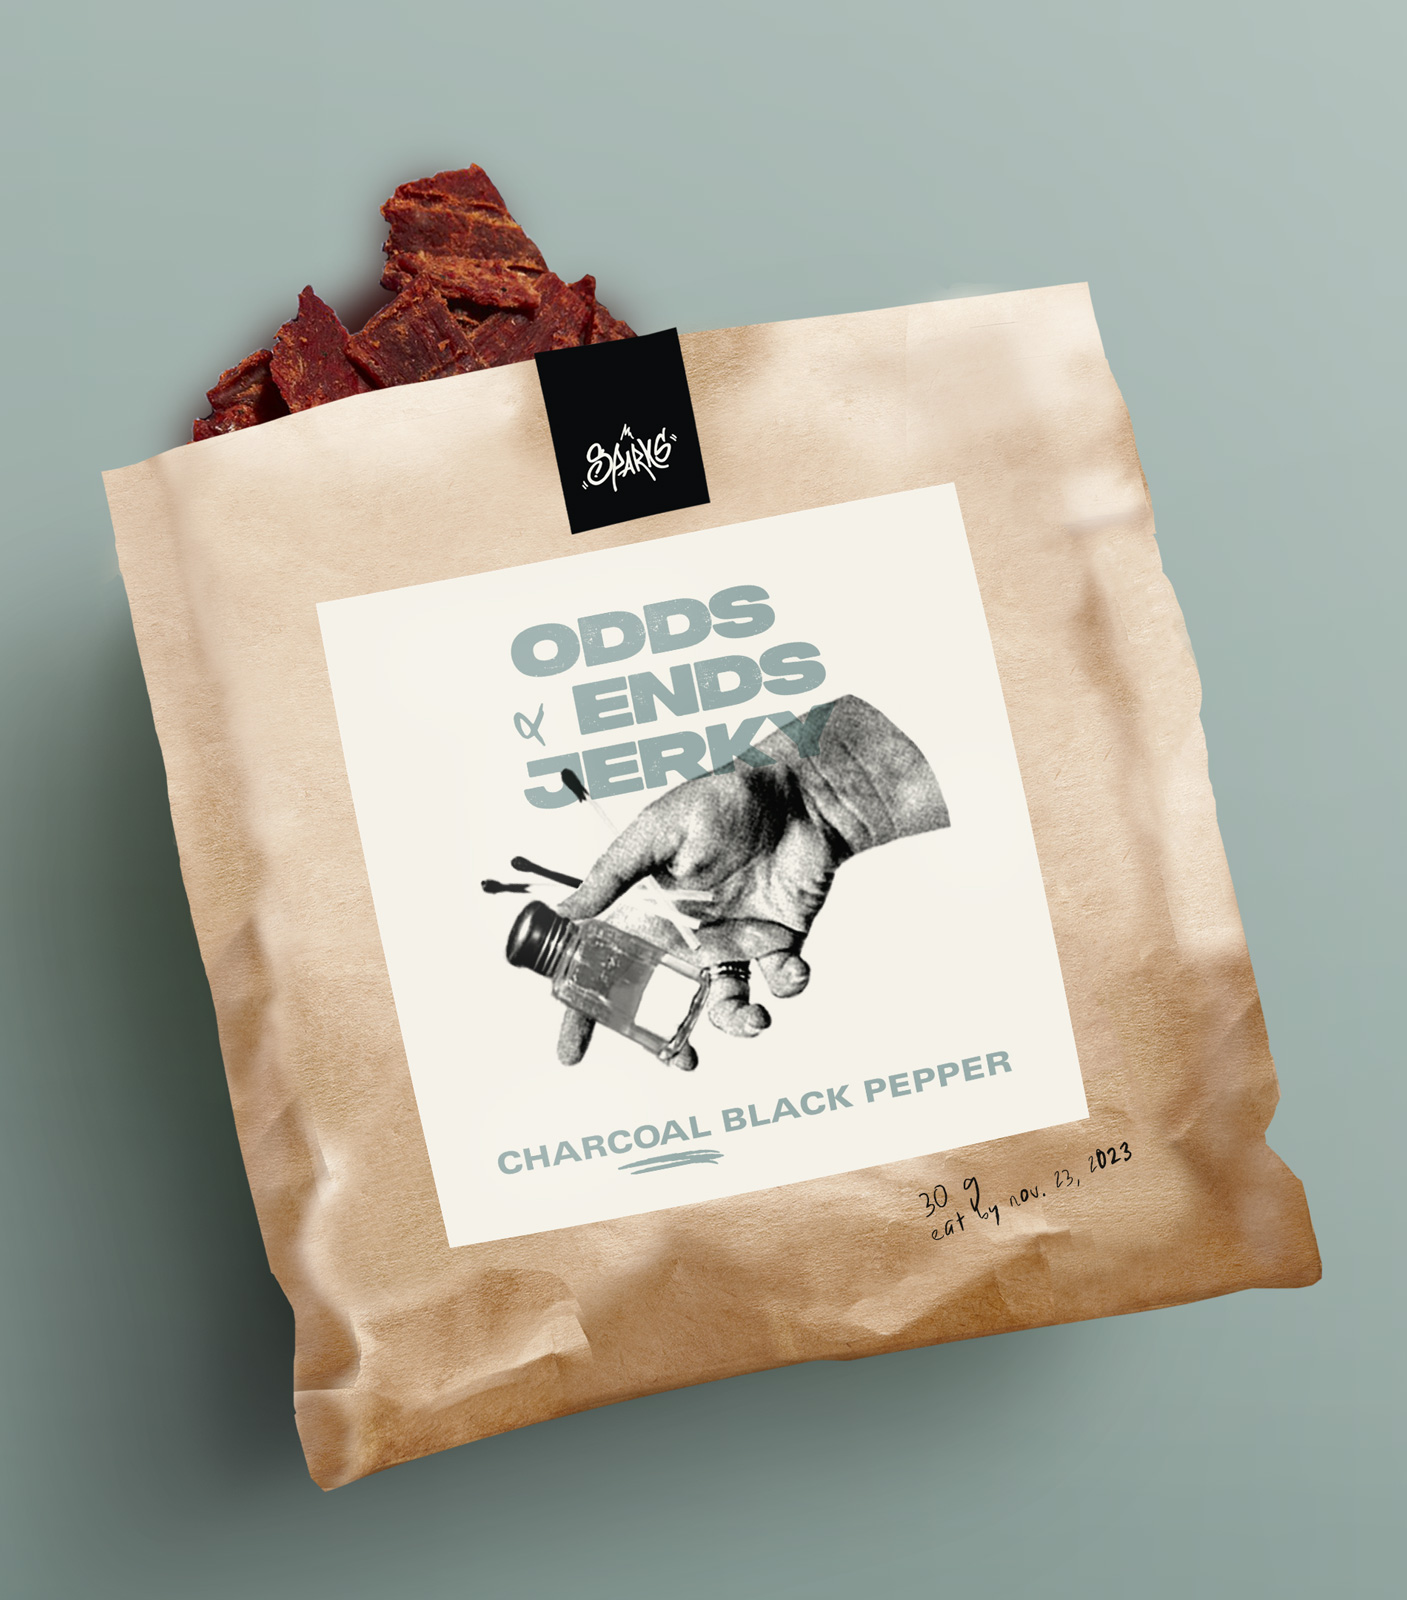 "SPARKS"
ODDS
& ENDS
JERKY
CHARCOAL BLACK PEPPER
30 g
eat by nov. 23, 2023